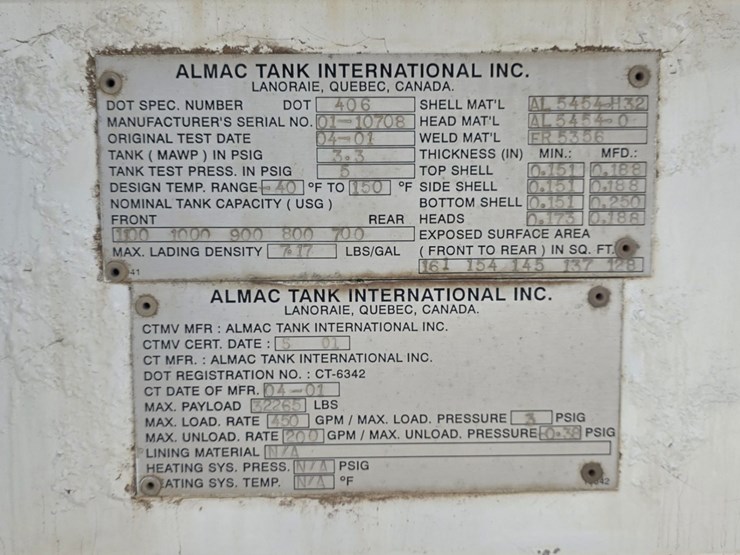 ALMAC TANK INTERNATIONAL INC.
LANORAIE, QUEBEC, CANADA.
DOT SPEC. NUMBER DOT 406 SHELL MAT'L AL 5454-H32
MANUFACTURER'S SERIAL NO. 01-10708 HEAD MAT'L AL 5454-0
ORIGINAL TEST DATE 04-01 WELD MAT'L ER 5356
TANK ( MAWP ) IN PSIG 3.3 THICKNESS (IN) MIN.: MFD.:
TANK TEST PRESS. IN PSIG 5 TOP SHELL 0.151 0.188
DESIGN TEMP. RANGE -40 °F TO 150 °F SIDE SHELL 0.151 0.188
NOMINAL TANK CAPACITY ( USG ) BOTTOM SHELL 0.151 0.250
FRONT REAR HEADS 0.173 0.188
1100 1000 900 800 700 EXPOSED SURFACE AREA
MAX. LADING DENSITY 7.17 LBS/GAL ( FRONT TO REAR ) IN SQ. FT.
161 154 145 137 128
ALMAC TANK INTERNATIONAL INC.
LANORAIE, QUEBEC, CANADA.
CTMV MFR : ALMAC TANK INTERNATIONAL INC.
CTMV CERT. DATE : 5 01
CT MFR. : ALMAC TANK INTERNATIONAL INC.
DOT REGISTRATION NO. : CT-6342
CT DATE OF MFR. 04-01
MAX. PAYLOAD 32265 LBS
MAX. LOAD. RATE 450 GPM / MAX. LOAD. PRESSURE 3 PSIG
MAX. UNLOAD. RATE 200 GPM / MAX. UNLOAD. PRESSURE -0.38 PSIG
LINING MATERIAL N/A
HEATING SYS. PRESS. N/A PSIG
HEATING SYS. TEMP. N/A °F